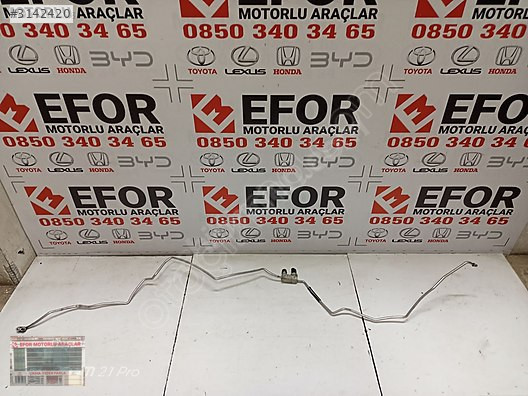 #3142420
MOTORLU ARAÇLAR
0850 340 34 65
EFOR MOTORLU ARAÇLAR
0850 340 34 65
MOTORLU ARAÇLAR
0850 340 34 65
TOYOTA LEXUS HONDA BYD
TOYOTA LEXUS HONDA BYD
TOYOTA LEXUS
EFOR
MOTORLU ARAÇLAR
0850 340 34 65
EFOR
MOTORLU ARAÇLAR
0850 340 34 65
EFOR
MOTORLU ARAÇLAR
0850 340 34 65
TOYOTA LEXUS HONDA BYD
TOYOTA LEXUS HONDA BYD
TOYOTA LEXUS HONDA
EFOR
MOTORLU ARAÇLAR
0850 340 34 65
EFOR
MOTORLU ARAÇLAR
0850 340 34 65
EFOR
MOTORLU ARAÇLAR
0850 340 34 65
TOYOTA LEXUS HONDA BYD
TOYOTA LEXUS HONDA BYD
TOYOTA LEXUS HONDA BYD
EFOR MOTORLU ARAÇLAR
21 Pro